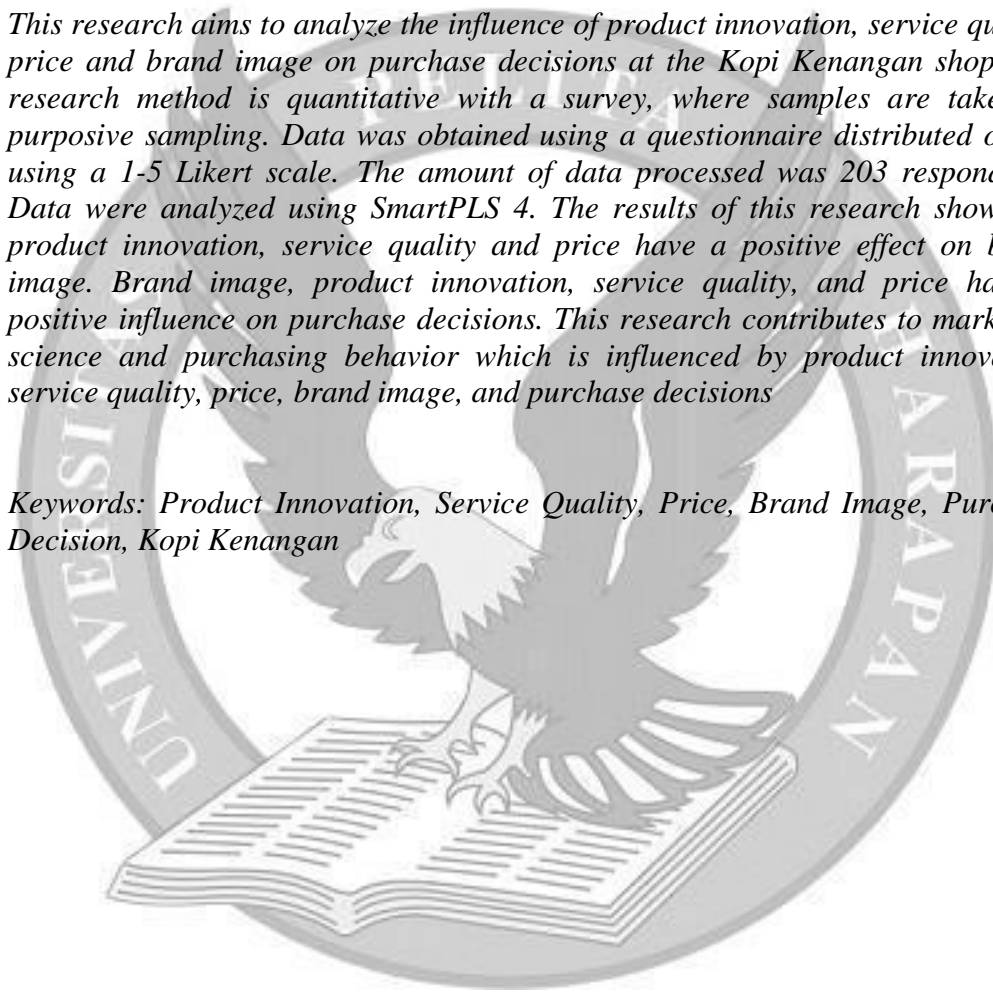 This research aims to analyze the influence of product innovation, service qu
price and brand image on purchase decisions at the Kopi Kenangan shop
research method is quantitative with a survey, where samples are take
purposive sampling. Data was obtained using a questionnaire distributed o
using a 1-5 Likert scale. The amount of data processed was 203 respond
Data were analyzed using SmartPLS 4. The results of this research show
product innovation, service quality and price have a positive effect on b
image. Brand image, product innovation, service quality, and price ha
positive influence on purchase decisions. This research contributes to mark
science and purchasing behavior which is influenced by product innova
service quality, price, brand image, and purchase decisions
Keywords: Product Innovation, Service Quality, Price, Brand Image, Purc
Decision, Kopi Kenangan
UNIVERSITAS PELITA HARAPAN